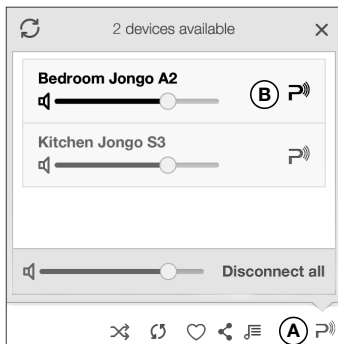 2 devices available
Bedroom Jongo A2
B
Kitchen Jongo S3
Disconnect all
A